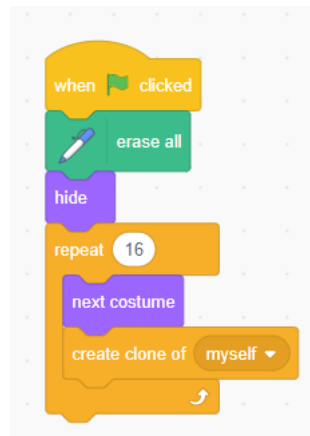 when clicked
erase all
hide
repeat 16
next costume
create clone of myself